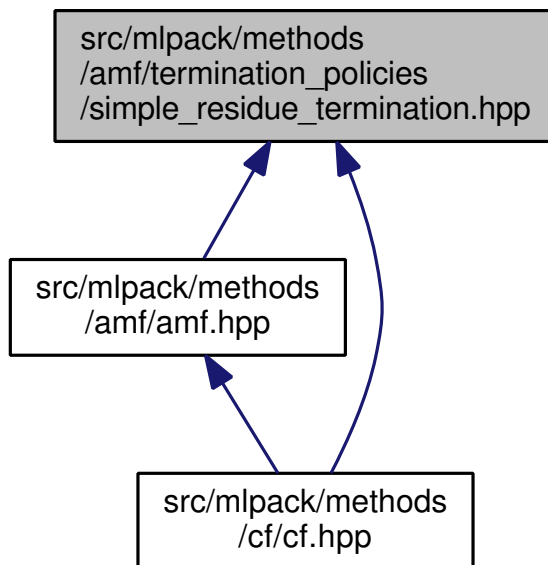 src/mlpack/methods
/amf/termination_policies
/simple_residue_termination.hpp
src/mlpack/methods
/amf/amf.hpp
src/mlpack/methods
/cf/cf.hpp